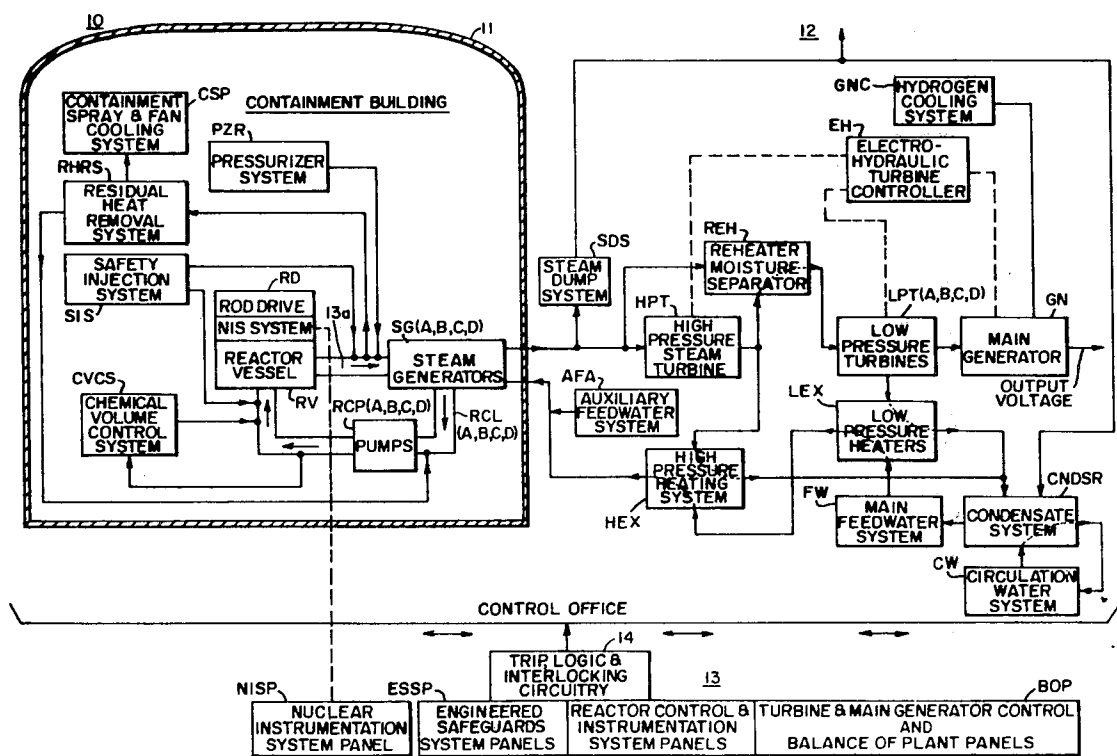 10
11
12
CONTAINMENT BUILDING
CSP
CONTAINMENT
SPRAY & FAN
COOLING
SYSTEM
PZR
PRESSURIZER
SYSTEM
RHRS
RESIDUAL
HEAT
REMOVAL
SYSTEM
SAFETY
INJECTION
SYSTEM
SIS
RD
ROD DRIVE
NIS SYSTEM
REACTOR
VESSEL
RV
13a
SG(A,B,C,D)
STEAM
GENERATORS
CVCS
CHEMICAL
VOLUME
CONTROL
SYSTEM
RCP(A,B,C,D)
PUMPS
RCL
(A,B,C,D)
GNC
HYDROGEN
COOLING
SYSTEM
EH
ELECTRO-
HYDRAULIC
TURBINE
CONTROLLER
SDS
STEAM
DUMP
SYSTEM
REH
REHEATER
MOISTURE
SEPARATOR
HPT
HIGH
PRESSURE
STEAM
TURBINE
LPT(A,B,C,D)
LOW
PRESSURE
TURBINES
GN
MAIN
GENERATOR
OUTPUT
VOLTAGE
AFA
AUXILIARY
FEEDWATER
SYSTEM
LEX
LOW
PRESSURE
HEATERS
HIGH
PRESSURE
HEATING
SYSTEM
HEX
FW
MAIN
FEEDWATER
SYSTEM
CNDSR
CONDENSATE
SYSTEM
CW
CIRCULATION
WATER
SYSTEM
CONTROL OFFICE
14
TRIP LOGIC &
INTERLOCKING
CIRCUITRY
13
NISP
NUCLEAR
INSTRUMENTATION
SYSTEM PANEL
ESSP
ENGINEERED
SAFEGUARDS
SYSTEM PANELS
REACTOR CONTROL &
INSTRUMENTATION
SYSTEM PANELS
BOP
TURBINE & MAIN GENERATOR CONTROL
AND
BALANCE OF PLANT PANELS